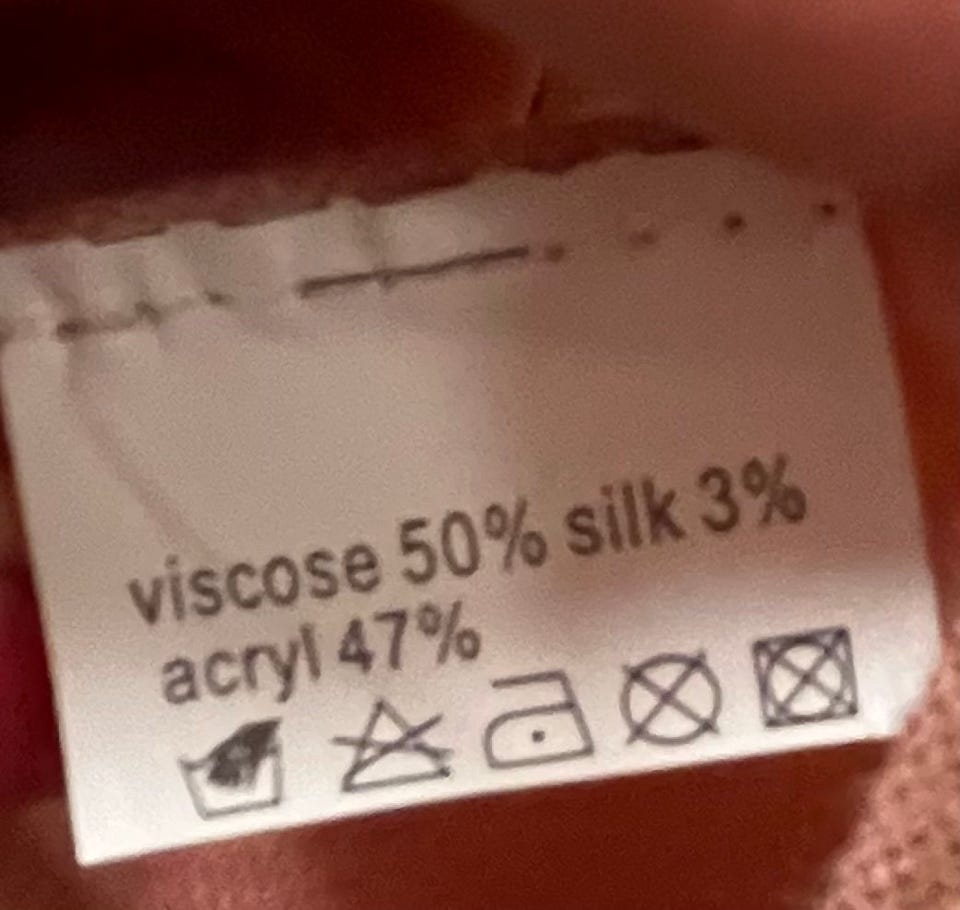 viscose 50% silk 3%
acryl 47%